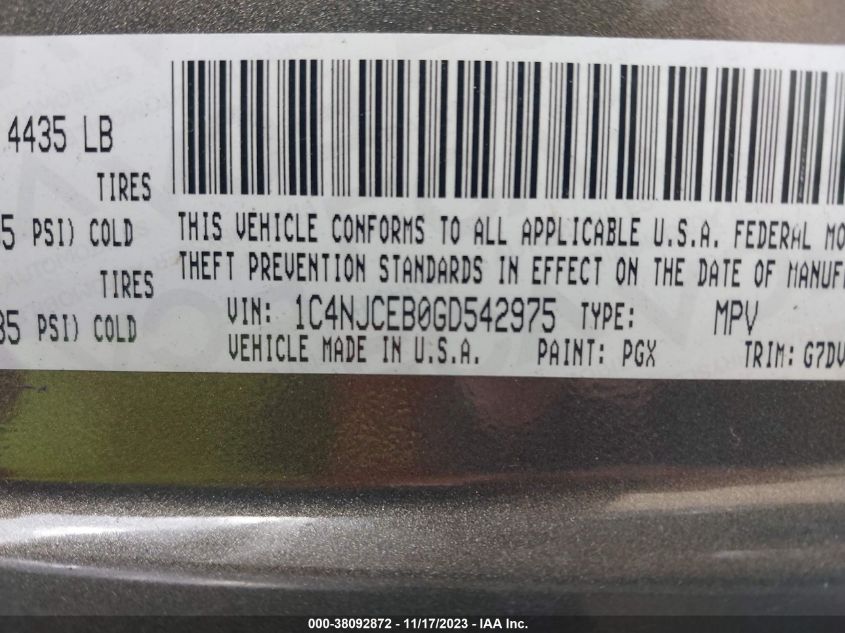 4435 LB
TIRES
5 PSI) COLD
TIRES
35 PSI) COLD
THIS VEHICLE CONFORMS TO ALL APPLICABLE U.S.A. FEDERAL MO
THEFT PREVENTION STANDARDS IN EFFECT ON THE DATE OF MANUF
VIN: 1C4NJCEB0GD542975 TYPE: MPV
VEHICLE MADE IN U.S.A. PAINT: PGX TRIM: G7DV
000-38092872 - 11/17/2023 - IAA Inc.